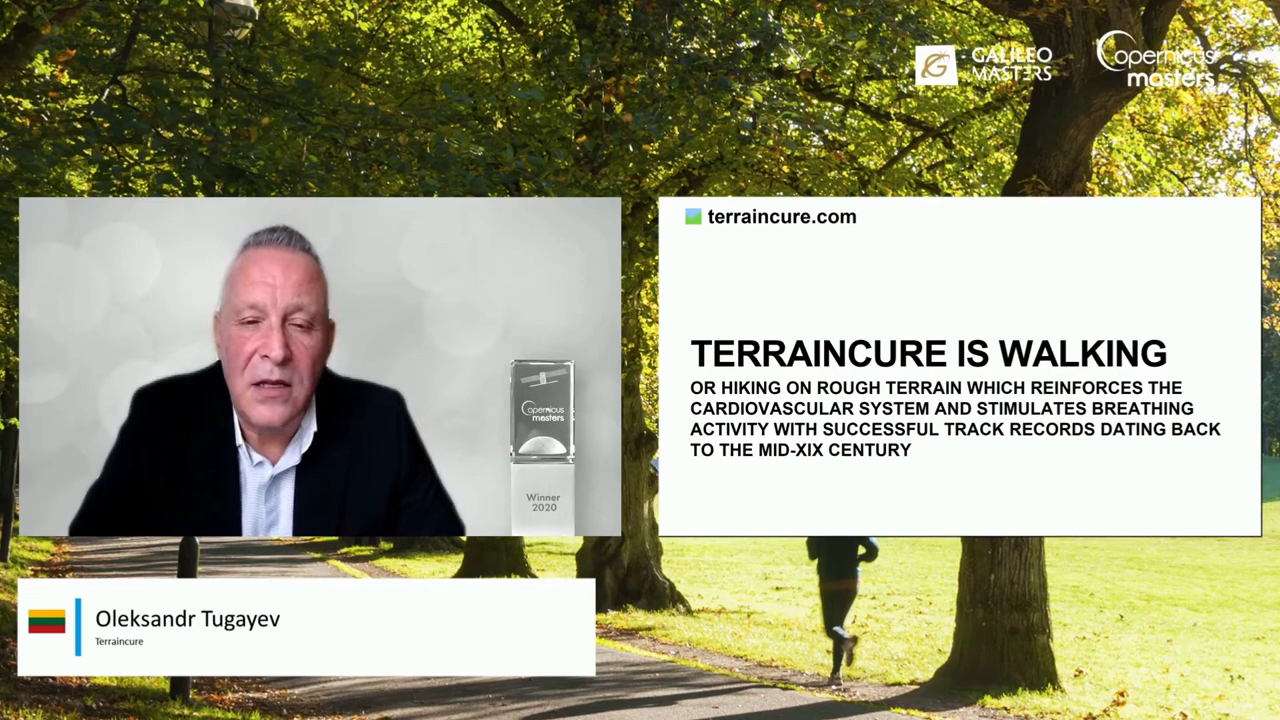 GALILEO
MASTERS
Copernicus
masters
terraincure.com
Copernicus
masters
Winner
2020
TERRAINCURE IS WALKING
OR HIKING ON ROUGH TERRAIN WHICH REINFORCES THE
CARDIOVASCULAR SYSTEM AND STIMULATES BREATHING
ACTIVITY WITH SUCCESSFUL TRACK RECORDS DATING BACK
TO THE MID-XIX CENTURY
Oleksandr Tugayev
Terraincure